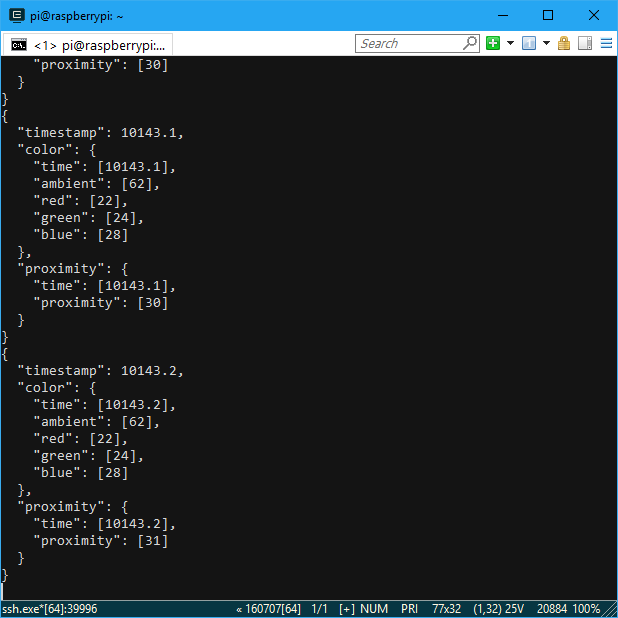 pi@raspberrypi: ~
<1> pi@raspberrypi:...
Search
"proximity": [30]
}
}
{
"timestamp": 10143.1,
"color": {
"time": [10143.1],
"ambient": [62],
"red": [22],
"green": [24],
"blue": [28]
},
"proximity": {
"time": [10143.1],
"proximity": [30]
}
}
{
"timestamp": 10143.2,
"color": {
"time": [10143.2],
"ambient": [62],
"red": [22],
"green": [24],
"blue": [28]
},
"proximity": {
"time": [10143.2],
"proximity": [31]
}
}
ssh.exe*[64]:39996 « 160707[64] 1/1 [+] NUM PRI 77x32 (1,32) 25V 20884 100%